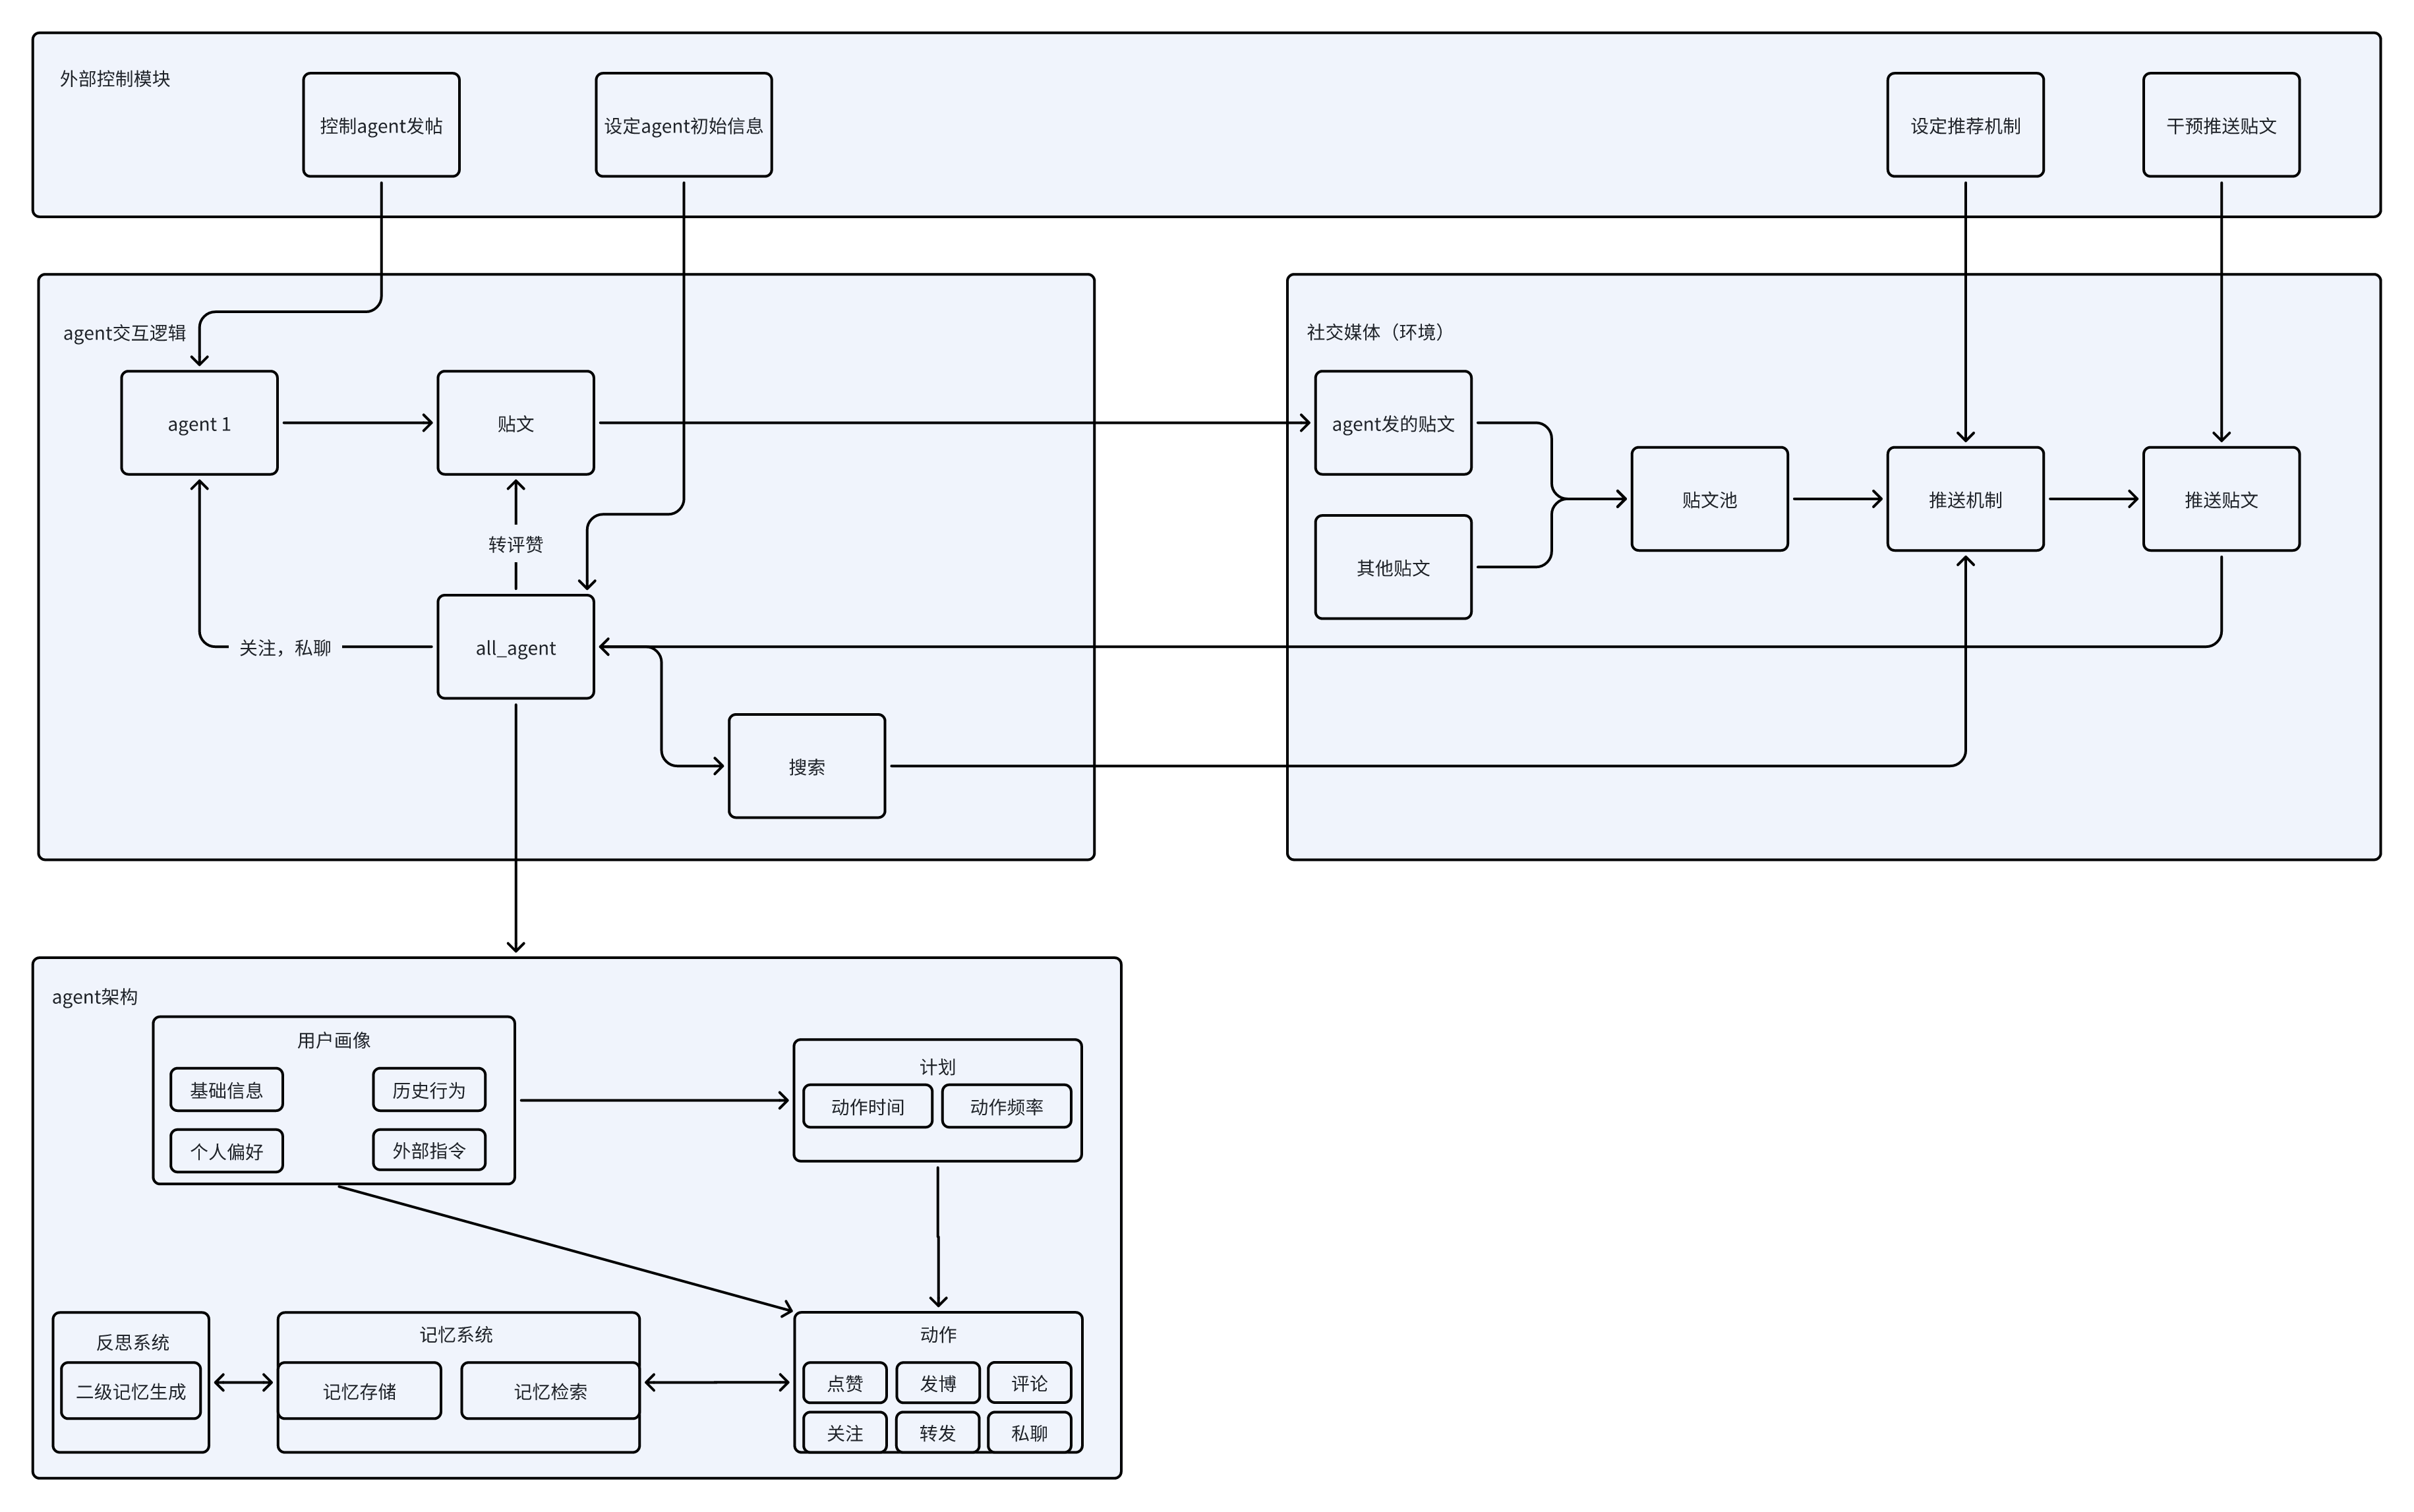 外部控制模块
控制agent发帖
设定agent初始信息
设定推荐机制
干预推送贴文
agent交互逻辑
agent 1
贴文
转评赞
关注，私聊
all_agent
搜索
社交媒体（环境）
agent发的贴文
其他贴文
贴文池
推送机制
推送贴文
agent架构
用户画像
基础信息
历史行为
个人偏好
外部指令
计划
动作时间
动作频率
反思系统
二级记忆生成
记忆系统
记忆存储
记忆检索
动作
点赞
发博
评论
关注
转发
私聊